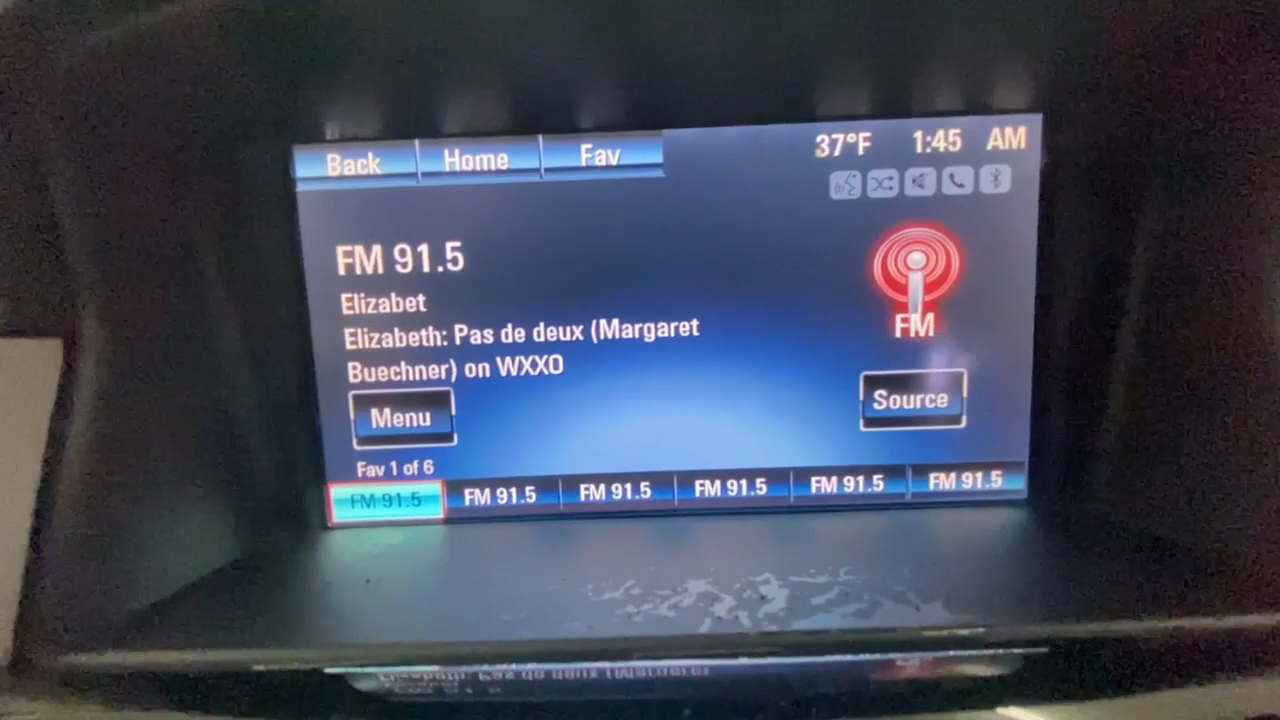 Back Home Fav 37°F 1:45 AM
FM 91.5
Elizabet
Elizabeth: Pas de deux (Margaret
Buechner) on WXXO
FM
Menu
Source
Fav 1 of 6
FM 91.5 FM 91.5 FM 91.5 FM 91.5 FM 91.5 FM 91.5